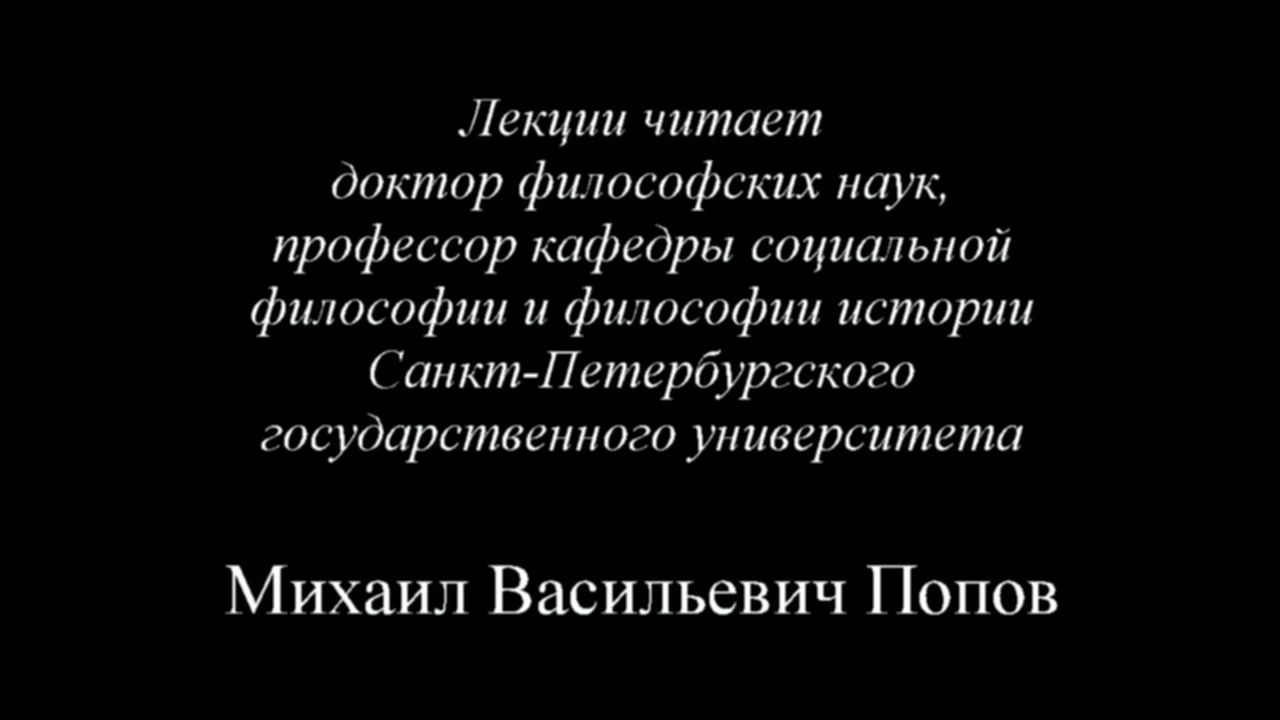 Лекции читает
доктор философских наук,
профессор кафедры социальной
философии и философии истории
Санкт-Петербургского
государственного университета
Михаил Васильевич Попов